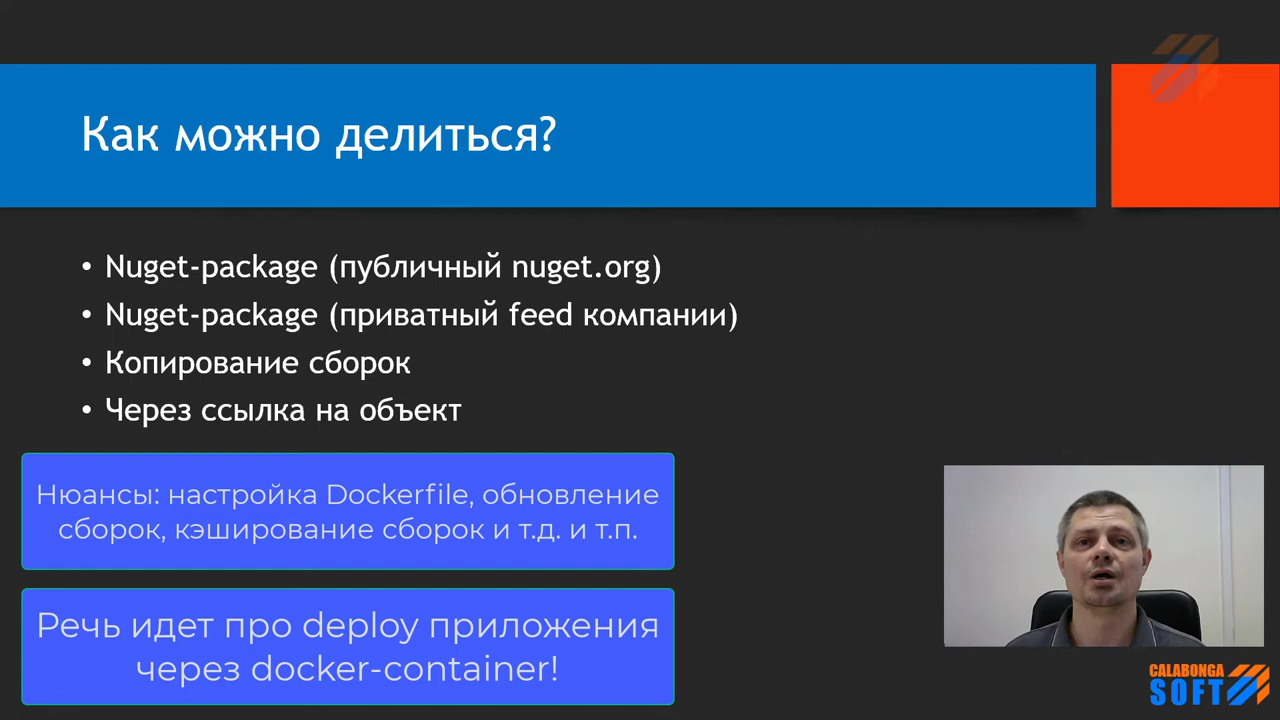 Как можно делиться?
• Nuget-package (публичный nuget.org)
• Nuget-package (приватный feed компании)
• Копирование сборок
• Через ссылка на объект
Нюансы: настройка Dockerfile, обновление
сборок, кэширование сборок и т.д. и т.п.
Речь идет про deploy приложения
через docker-container!
CALABONGA
SOFT